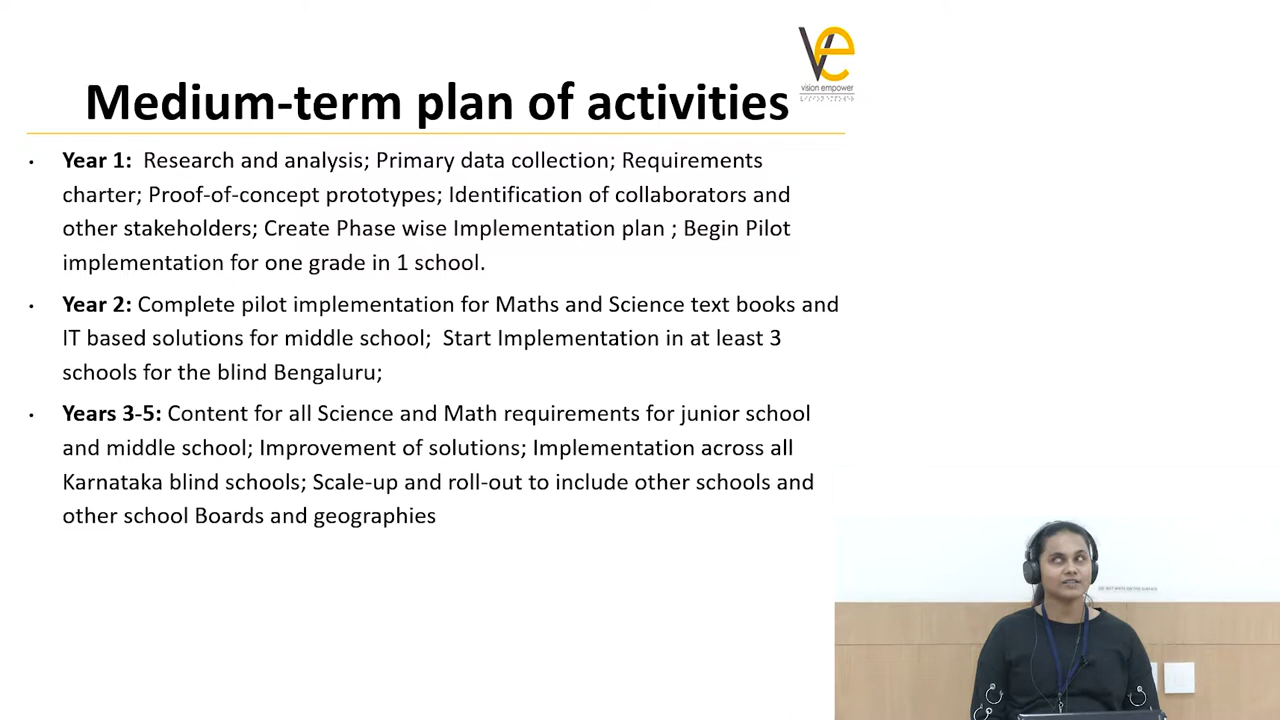 vision empower
Medium-term plan of activities
• Year 1: Research and analysis; Primary data collection; Requirements
charter; Proof-of-concept prototypes; Identification of collaborators and
other stakeholders; Create Phase wise Implementation plan ; Begin Pilot
implementation for one grade in 1 school.
• Year 2: Complete pilot implementation for Maths and Science text books and
IT based solutions for middle school; Start Implementation in at least 3
schools for the blind Bengaluru;
• Years 3-5: Content for all Science and Math requirements for junior school
and middle school; Improvement of solutions; Implementation across all
Karnataka blind schools; Scale-up and roll-out to include other schools and
other school Boards and geographies